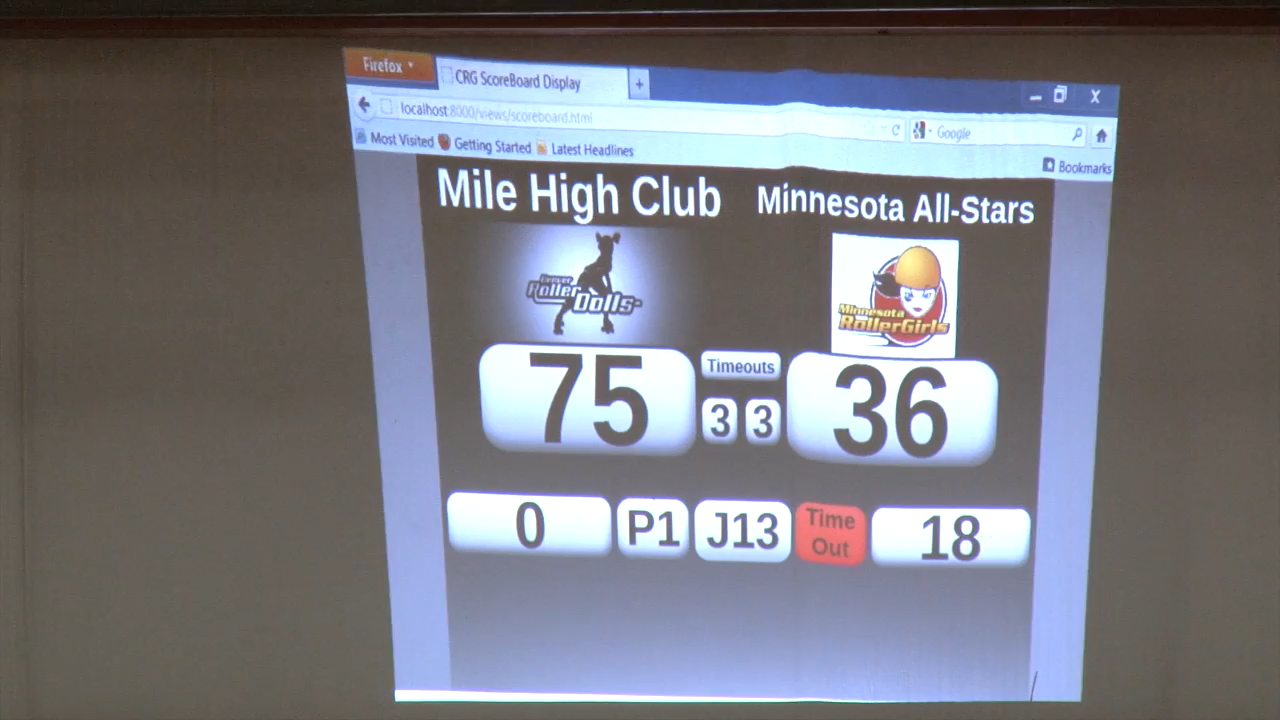 Firefox
CRG ScoreBoard Display
+
X
localhost:8000/views/scoreboard.html
Google
Most Visited
Getting Started
Latest Headlines
Bookmarks
Mile High Club
Minnesota All-Stars
Denver
Roller Dolls
Minnesota
RollerGirls
75
Timeouts
3 3
36
0
P1
J13
Time
Out
18